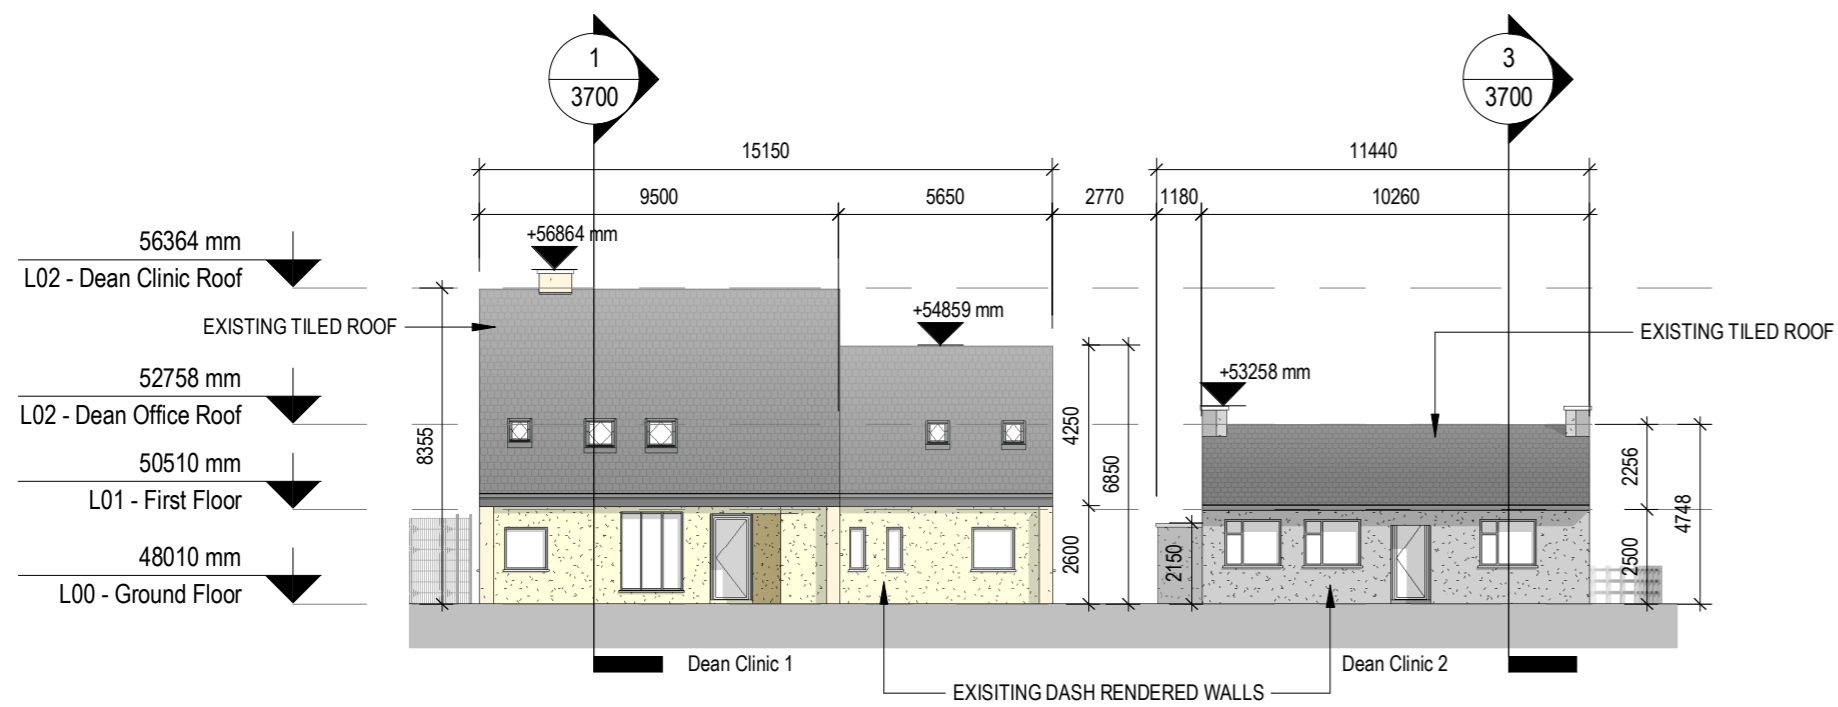 1
3700
3
3700
15150
11440
9500
5650
2770
1180
10260
56364 mm
L02 - Dean Clinic Roof
+56864 mm
EXISTING TILED ROOF
+54859 mm
EXISTING TILED ROOF
52758 mm
L02 - Dean Office Roof
+53258 mm
8355
4250
6850
2256
4748
50510 mm
L01 - First Floor
48010 mm
L00 - Ground Floor
2600
2150
2500
Dean Clinic 1
Dean Clinic 2
EXISITING DASH RENDERED WALLS